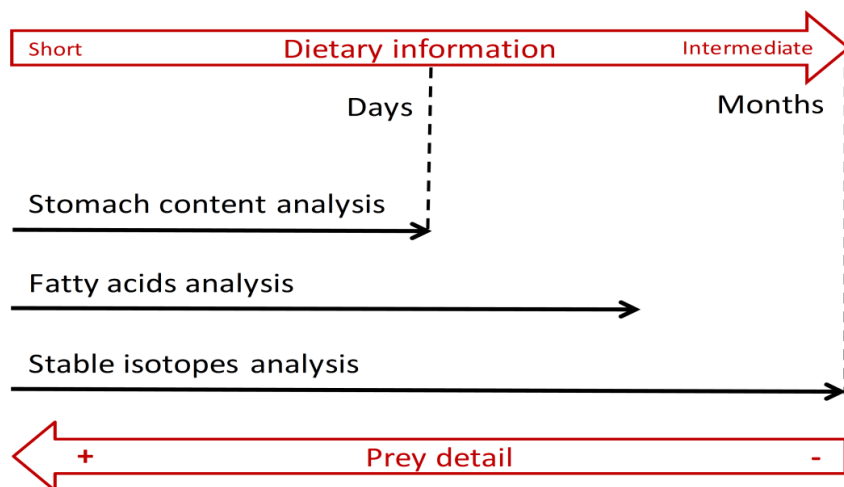 Short Dietary information Intermediate
Days Months
Stomach content analysis
Fatty acids analysis
Stable isotopes analysis
+ Prey detail -